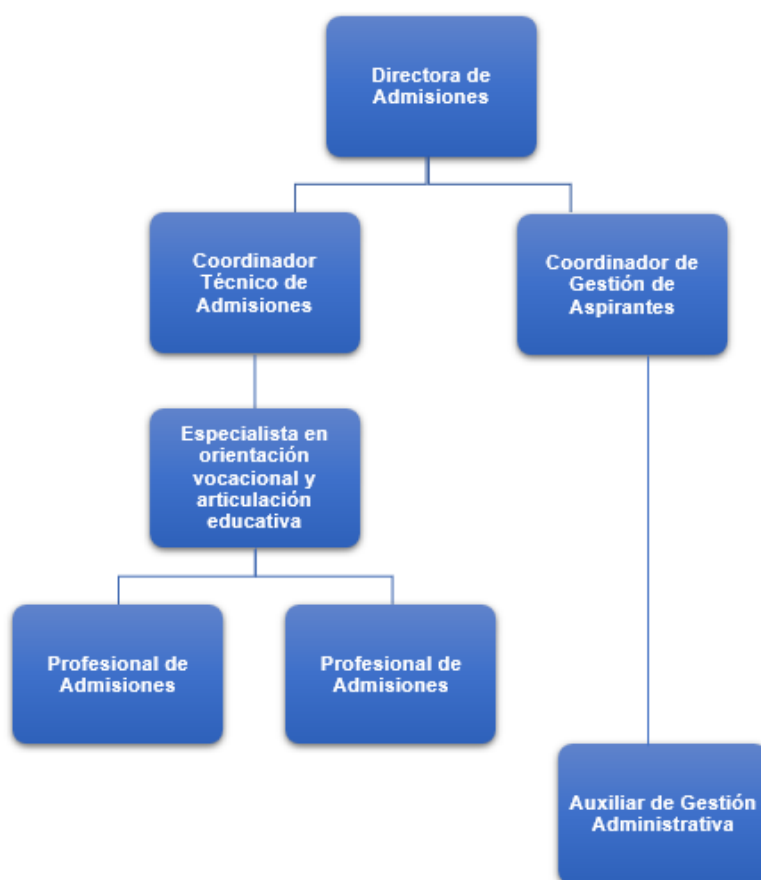 Directora de
Admisiones
Coordinador
Técnico de
Admisiones
Coordinador de
Gestión de
Aspirantes
Especialista en
orientación
vocacional y
articulación
educativa
Profesional de
Admisiones
Profesional de
Admisiones
Auxiliar de Gestión
Administrativa